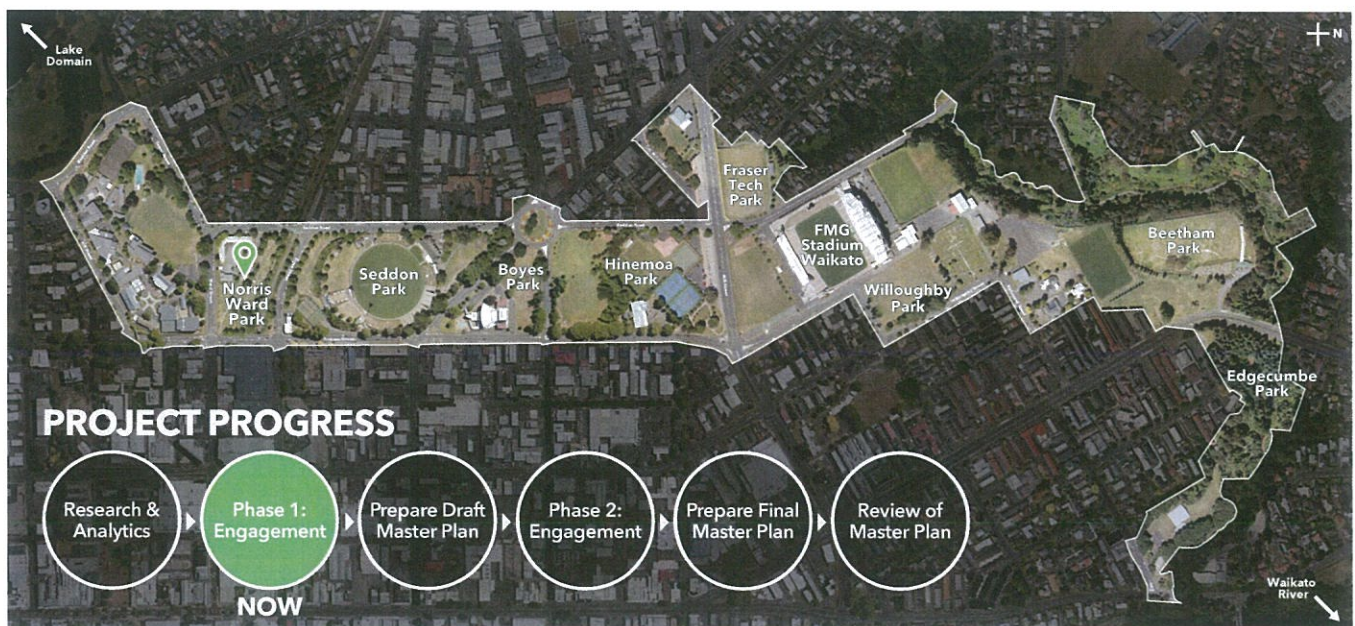 Lake
Domain
N
Norris
Ward
Park
Seddon
Park
Boyes
Park
Hinemoa
Park
Fraser
Tech
Park
FMG
Stadium
Waikato
Willoughby
Park
Beetham
Park
Edgecumbe
Park
Waikato
River
PROJECT PROGRESS
Research &
Analytics
Phase 1:
Engagement
Prepare Draft
Master Plan
Phase 2:
Engagement
Prepare Final
Master Plan
Review of
Master Plan
NOW